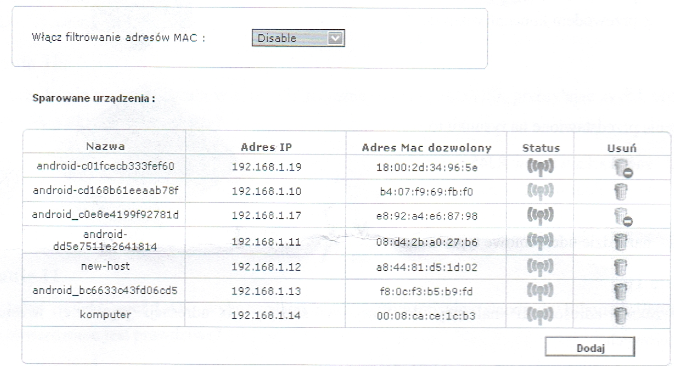 Włącz filtrowanie adresów MAC : Disable
Sparowane urządzenia :
Nazwa Adres IP Adres Mac dozwolony Status Usuń
android-c01fcecb333fef60 192.168.1.19 18:00:2d:34:96:5e
android-cd168b61eeaab78f 192.168.1.10 b4:07:f9:69:fb:f0
android_c0e8e4199f92781d 192.168.1.17 e8:92:a4:e6:87:98
android-
dd5e7511e2641814 192.168.1.11 08:d4:2b:a0:27:b6
new-host 192.168.1.12 a8:44:81:d5:1d:02
android_bc6633c43fd06cd5 192.168.1.13 f8:0c:f3:b5:b9:fd
komputer 192.168.1.14 00:08:ca:ce:1c:b3
Dodaj